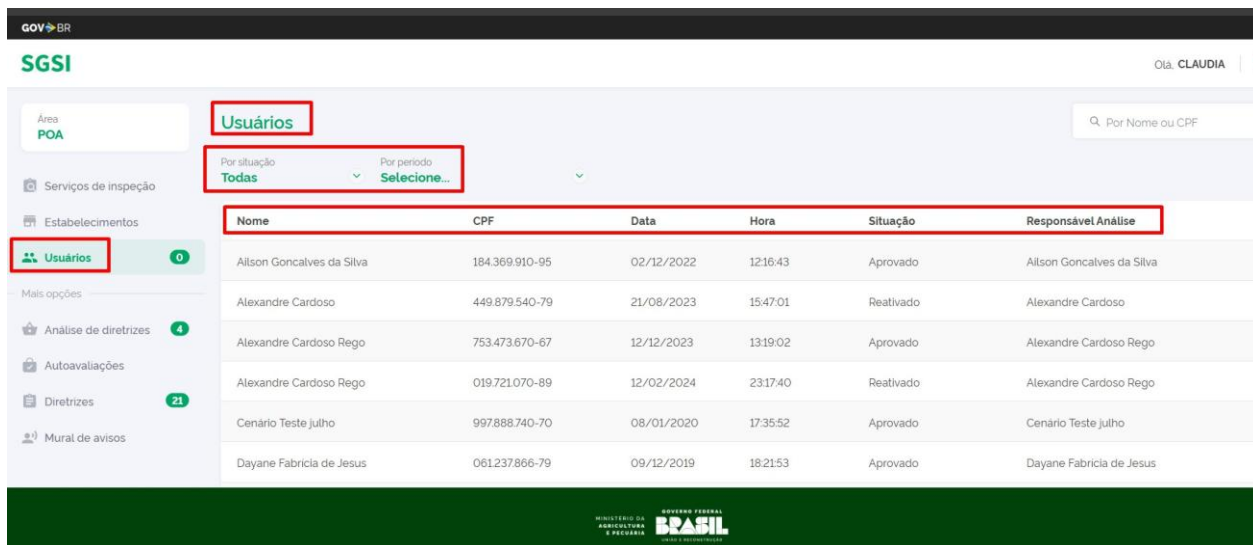 GOV BR
SGSI
Olá, CLAUDIA
Área
POA
Usuários
Por Nome ou CPF
Por situação Por período
Todas Selecione...
Serviços de inspeção
Estabelecimentos
Usuários 0
Mais opções
Análise de diretrizes 4
Autoavaliações
Diretrizes 21
Mural de avisos
Nome CPF Data Hora Situação Responsável Análise
Ailson Goncalves da Silva 184.369.910-95 02/12/2022 12:16:43 Aprovado Ailson Goncalves da Silva
Alexandre Cardoso 449.879.540-79 21/08/2023 15:47:01 Reativado Alexandre Cardoso
Alexandre Cardoso Rego 753.473.670-67 12/12/2023 13:19:02 Aprovado Alexandre Cardoso Rego
Alexandre Cardoso Rego 019.721.070-89 12/02/2024 23:17:40 Reativado Alexandre Cardoso Rego
Cenário Teste julho 997.888.740-70 08/01/2020 17:35:52 Aprovado Cenário Teste julho
Dayane Fabricia de Jesus 061.237.866-79 09/12/2019 18:21:53 Aprovado Dayane Fabricia de Jesus
MINISTÉRIO DA
AGRICULTURA
E PECUÁRIA
GOVERNO FEDERAL
BRASIL
UNIÃO E RECONSTRUÇÃO